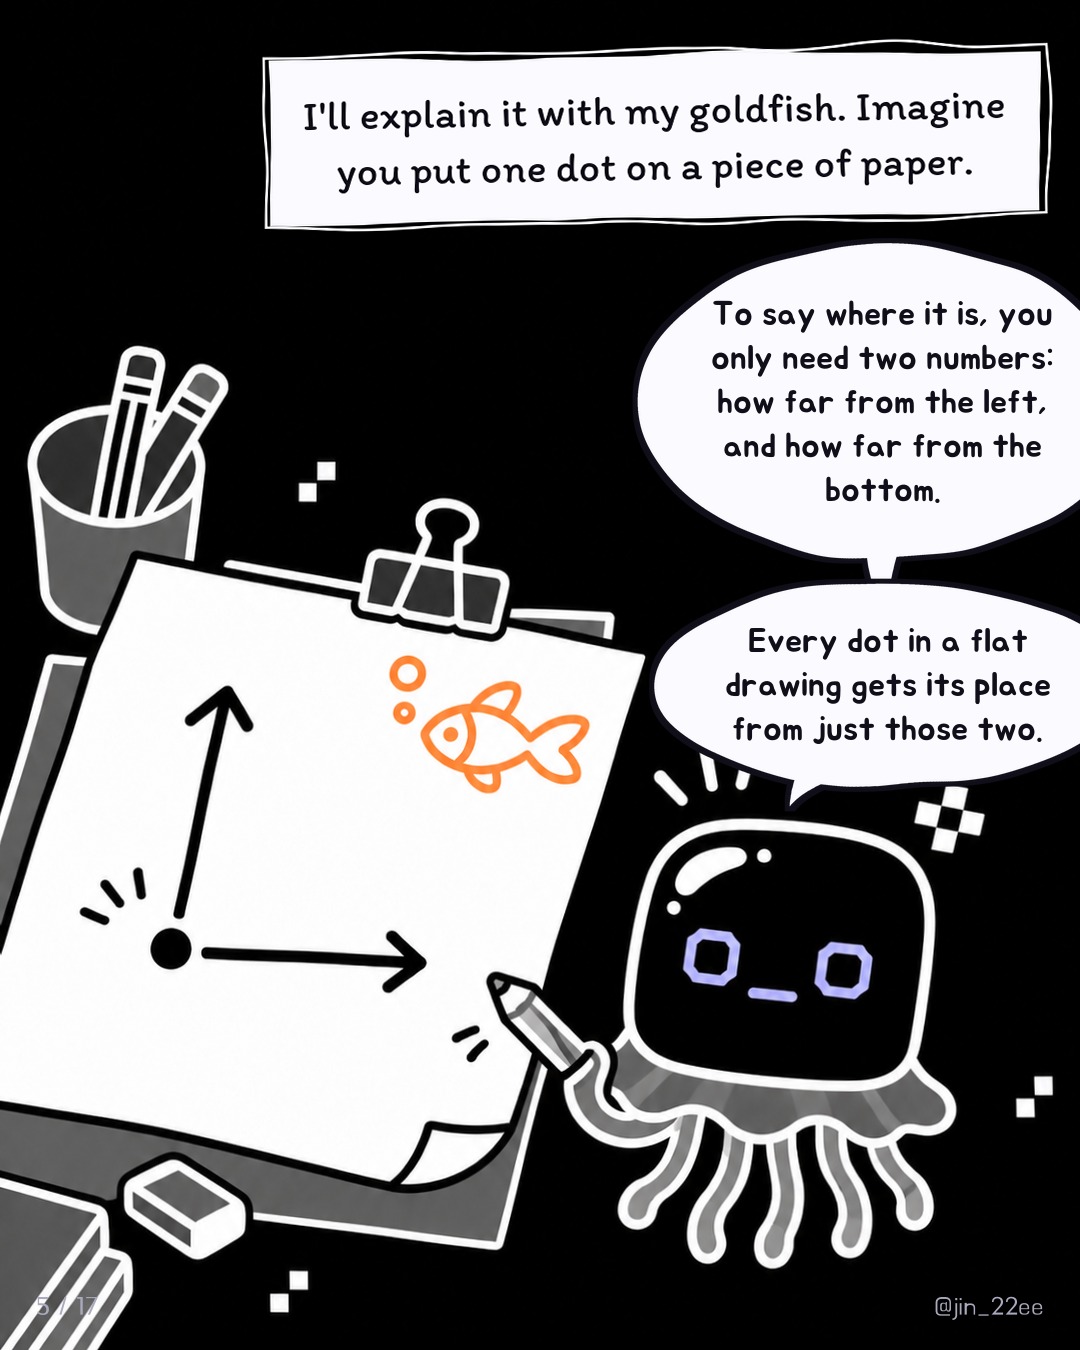 I'll explain it with my goldfish. Imagine
you put one dot on a piece of paper.
To say where it is, you
only need two numbers:
how far from the left,
and how far from the
bottom.
Every dot in a flat
drawing gets its place
from just those two.
5 / 17
@jin_22ee